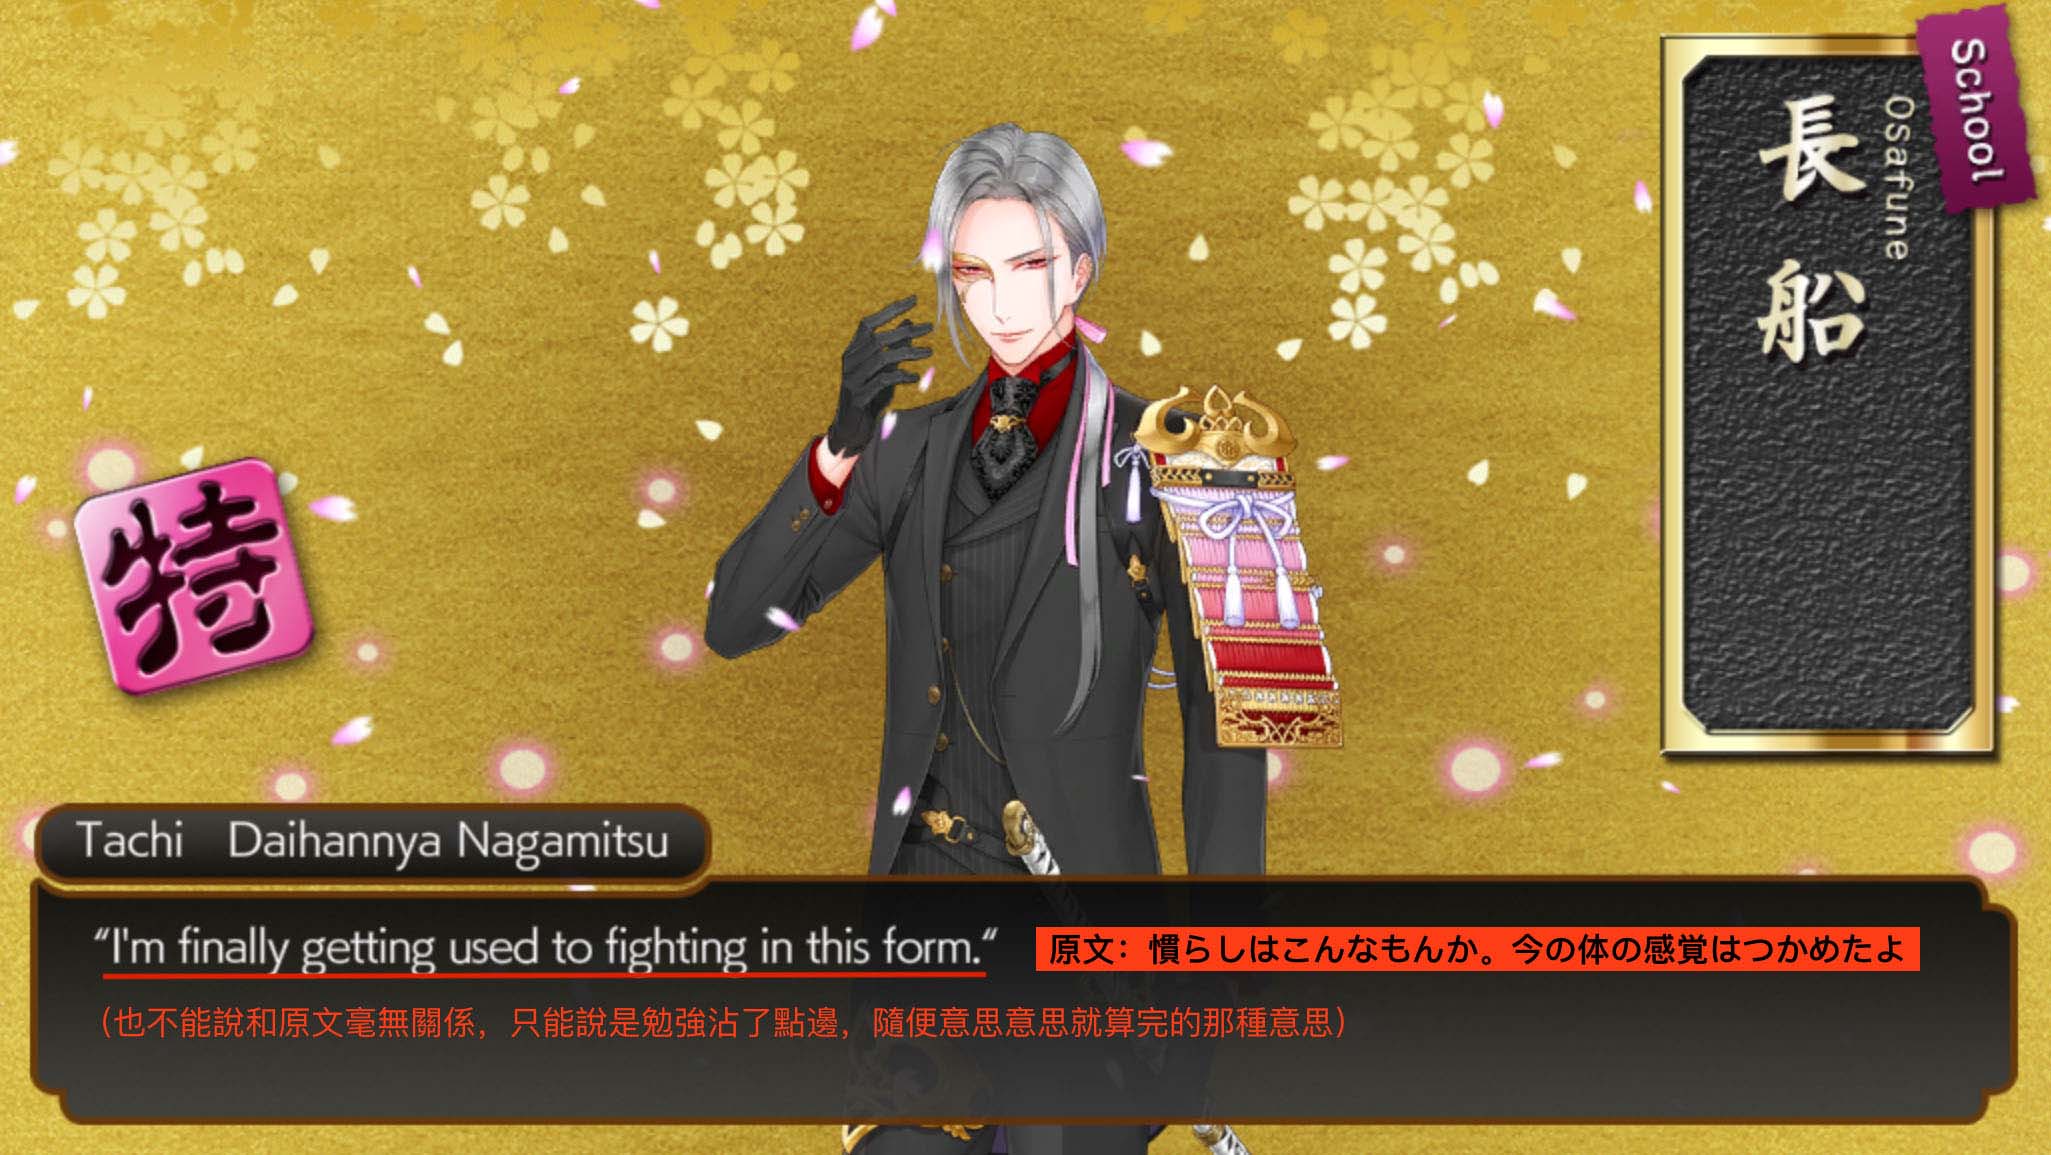 School
Osafune
長船
特
Tachi Daihannya Nagamitsu
“I'm finally getting used to fighting in this form.“
原文：慣らしはこんなもんか。今の体の感覚はつかめたよ
（也不能說和原文毫無關係，只能說是勉強沾了點邊，隨便意思意思就算完的那種意思）